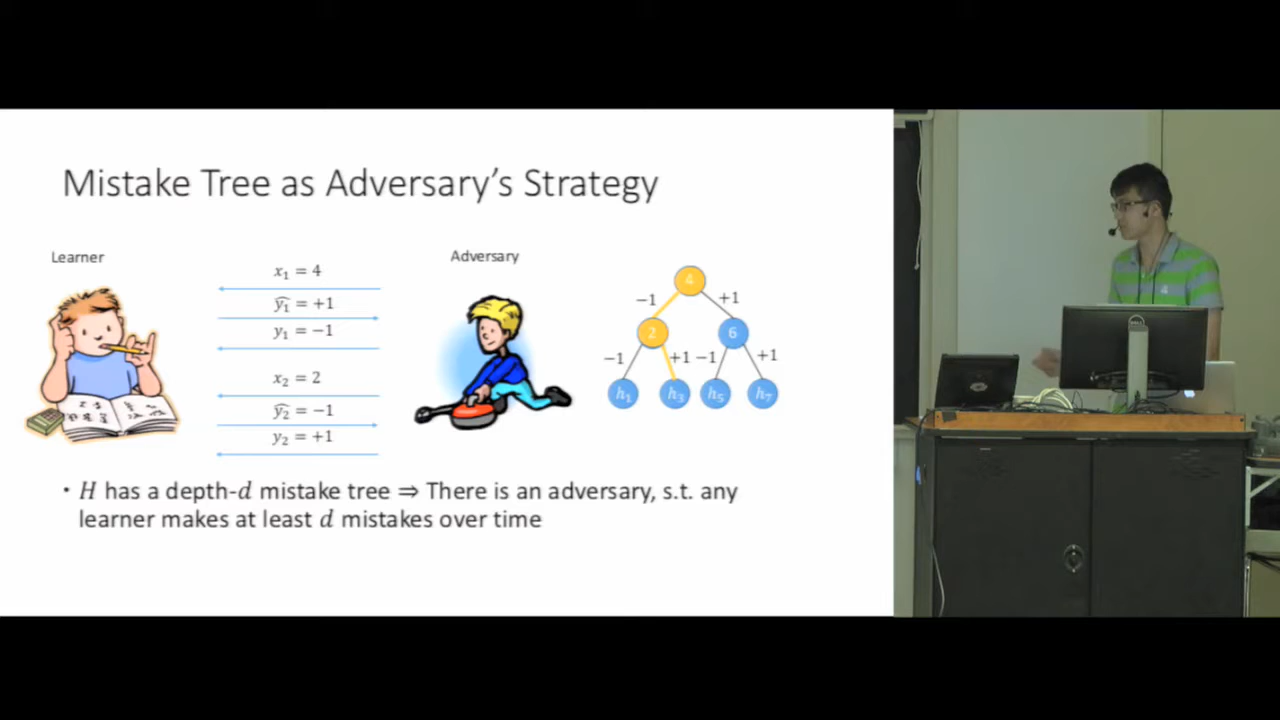 Mistake Tree as Adversary's Strategy
Learner
Adversary
x₁ = 4
ŷ₁ = +1
y₁ = −1
x₂ = 2
ŷ₂ = −1
y₂ = +1
4
−1
+1
2
6
−1
+1
−1
+1
h₁
h₃
h₅
h₇
• H has a depth-d mistake tree ⇒ There is an adversary, s.t. any
learner makes at least d mistakes over time
DELL